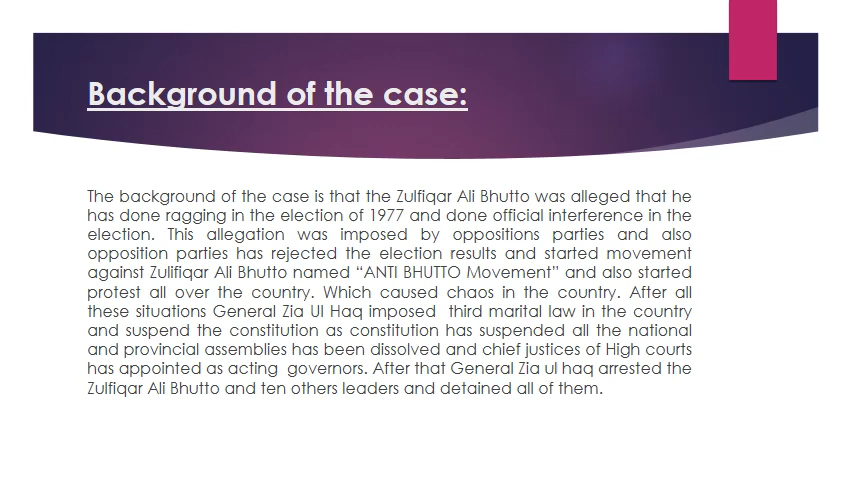 Background of the case:
The background of the case is that the Zulfiqar Ali Bhutto was alleged that he
has done ragging in the election of 1977 and done official interference in the
election. This allegation was imposed by oppositions parties and also
opposition parties has rejected the election results and started movement
against Zulifiqar Ali Bhutto named “ANTI BHUTTO Movement” and also started
protest all over the country. Which caused chaos in the country. After all
these situations General Zia Ul Haq imposed third marital law in the country
and suspend the constitution as constitution has suspended all the national
and provincial assemblies has been dissolved and chief justices of High courts
has appointed as acting governors. After that General Zia ul haq arrested the
Zulfiqar Ali Bhutto and ten others leaders and detained all of them.